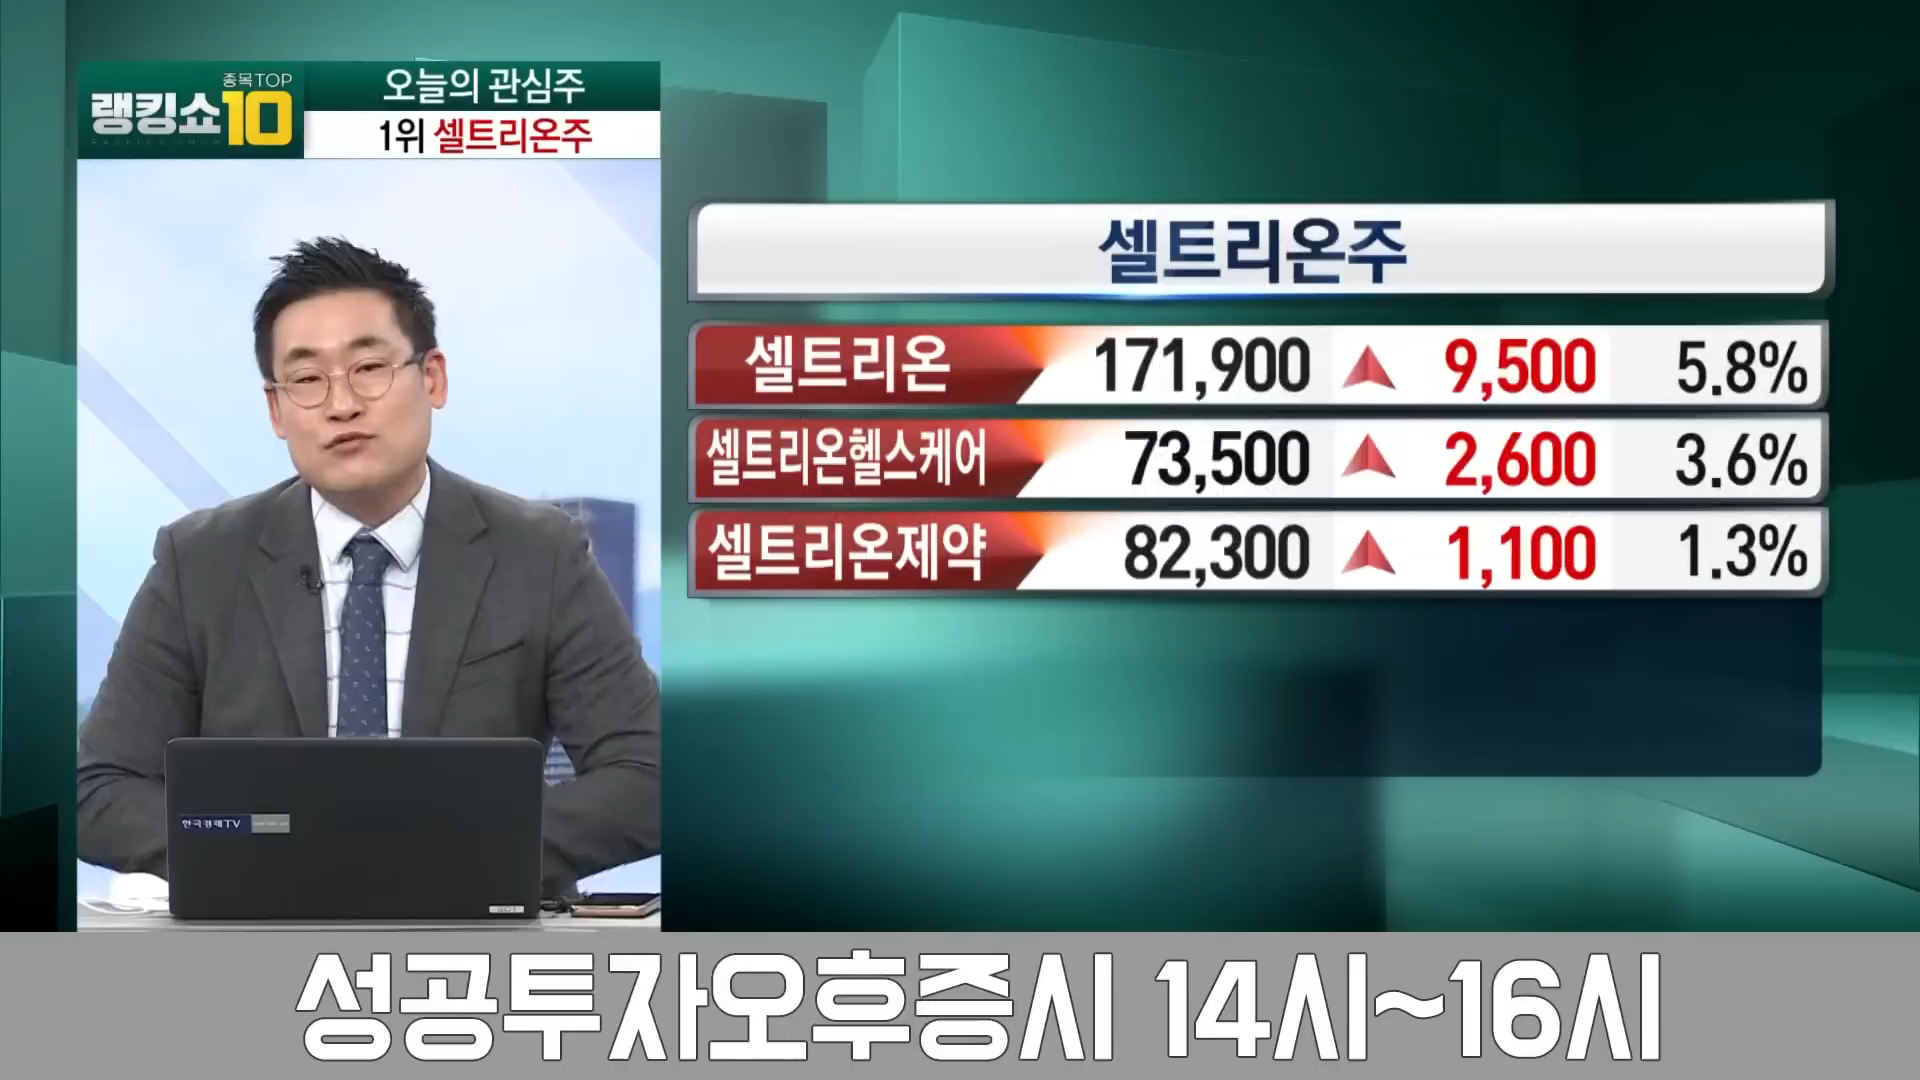 종목TOP
랭킹쇼10
오늘의 관심주
1위 셀트리온주
셀트리온주
셀트리온 171,900 ▲ 9,500 5.8%
셀트리온헬스케어 73,500 ▲ 2,600 3.6%
셀트리온제약 82,300 ▲ 1,100 1.3%
한국경제TV
성공투자오후증시 14시~16시